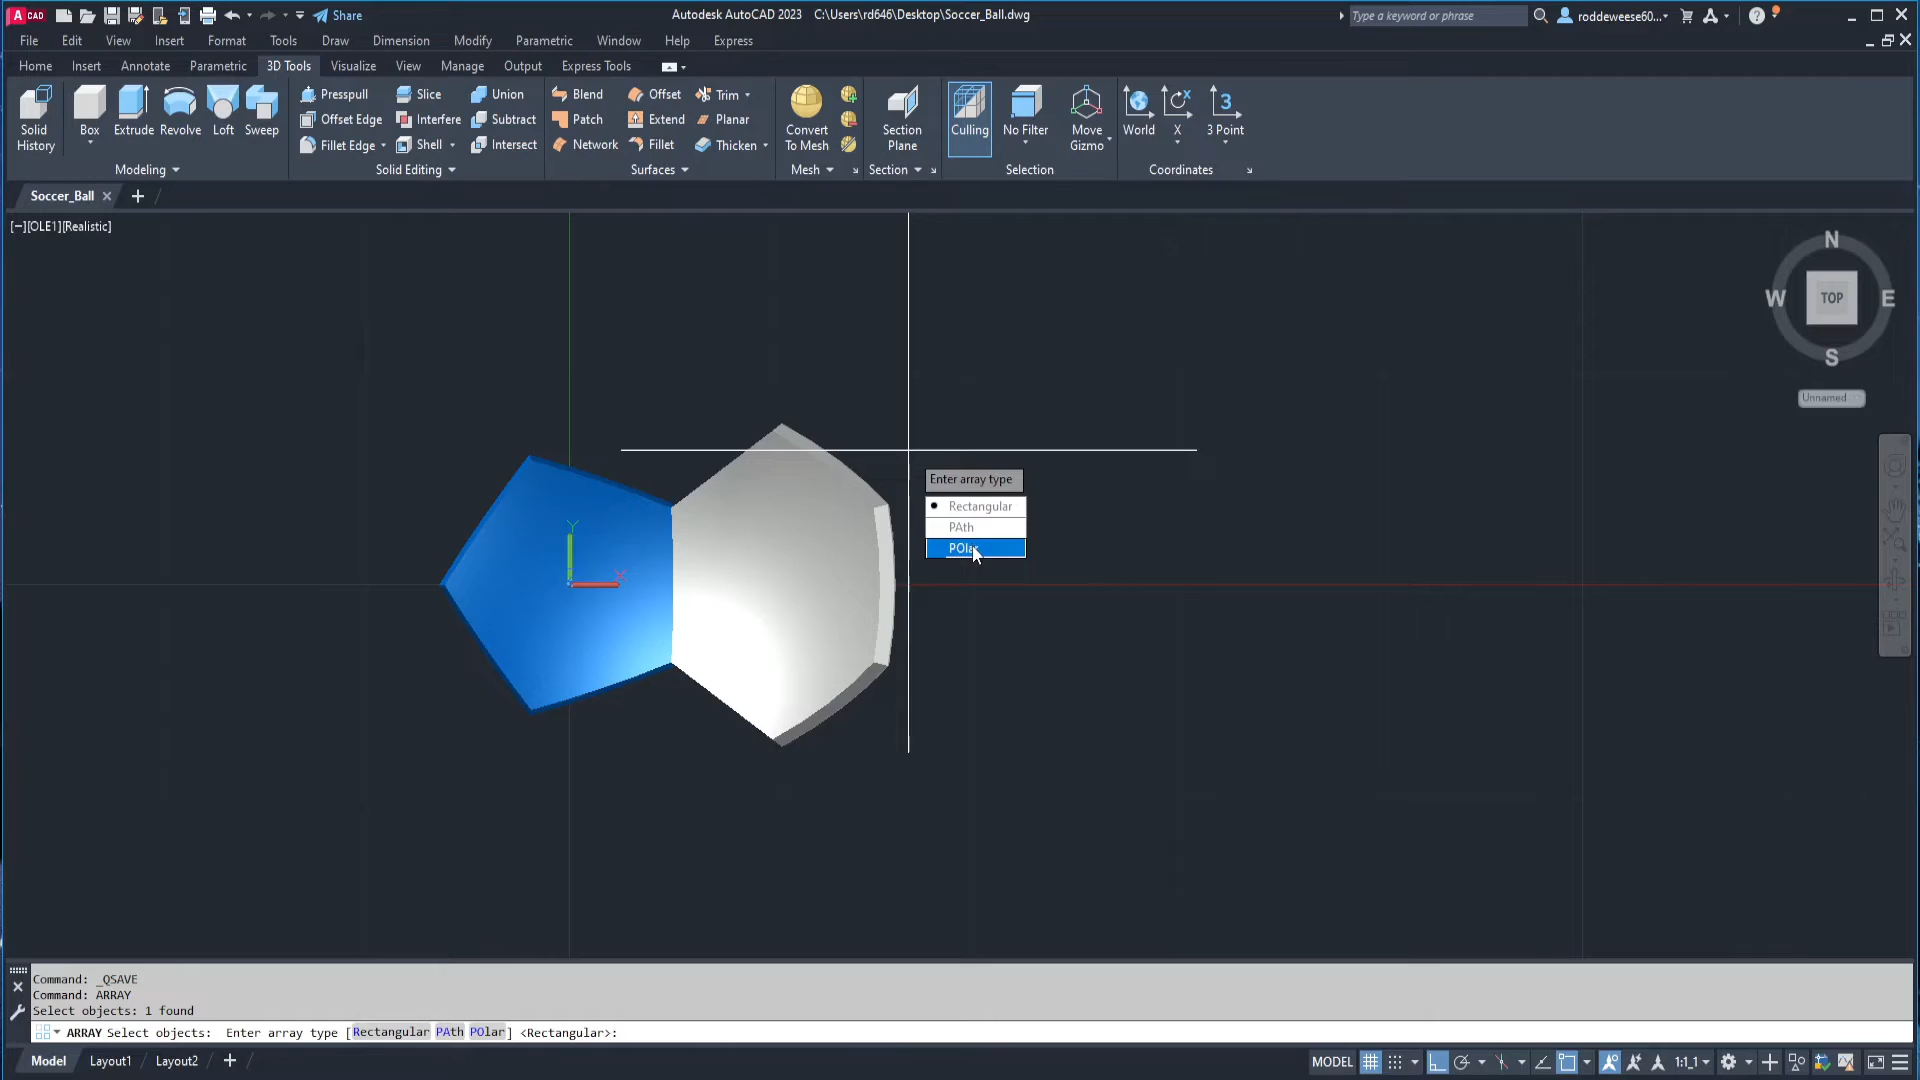 A CAD
Share
Autodesk AutoCAD 2023 C:\Users\rd646\Desktop\Soccer_Ball.dwg
Type a keyword or phrase
roddeweese60...
File Edit View Insert Format Tools Draw Dimension Modify Parametric Window Help Express
Home Insert Annotate Parametric 3D Tools Visualize View Manage Output Express Tools
Solid History
Box
Extrude
Revolve
Loft
Sweep
Presspull
Offset Edge
Fillet Edge
Slice
Interfere
Shell
Union
Subtract
Intersect
Blend
Patch
Network
Offset
Extend
Fillet
Trim
Planar
Thicken
Convert To Mesh
Section Plane
Culling
No Filter
Move Gizmo
World
X
3 Point
Modeling
Solid Editing
Surfaces
Mesh
Section
Selection
Coordinates
Soccer_Ball
[−][OLE1][Realistic]
N
W
TOP
E
S
Unnamed
Y
X
Enter array type
Rectangular
PAth
POlar
Command: _QSAVE
Command: ARRAY
Select objects: 1 found
ARRAY Select objects: Enter array type [Rectangular PAth POlar] <Rectangular>:
Model Layout1 Layout2
MODEL
1:1_1